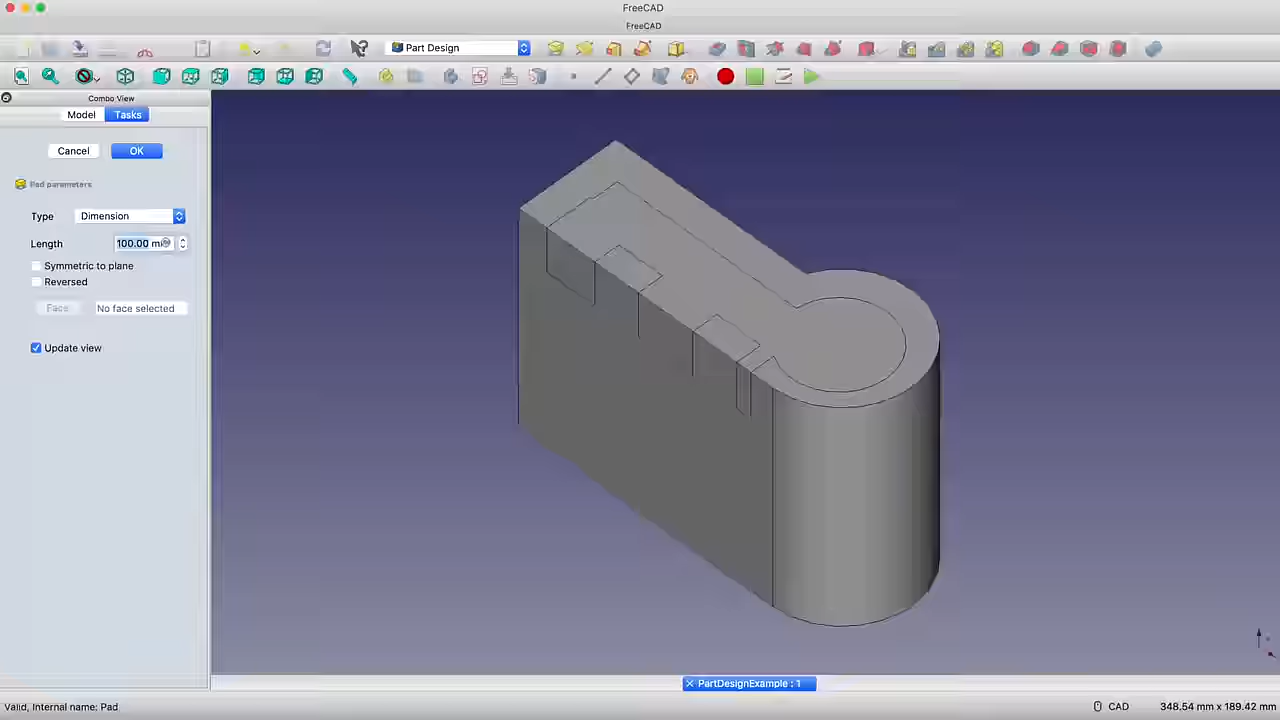 FreeCAD
FreeCAD
Part Design
Combo View
Model
Tasks
Cancel
OK
Pad parameters
Type
Dimension
Length
100.00
Symmetric to plane
Reversed
Face
No face selected
Update view
PartDesignExample : 1
Valid, Internal name: Pad
CAD
348.54 mm x 189.42 mm